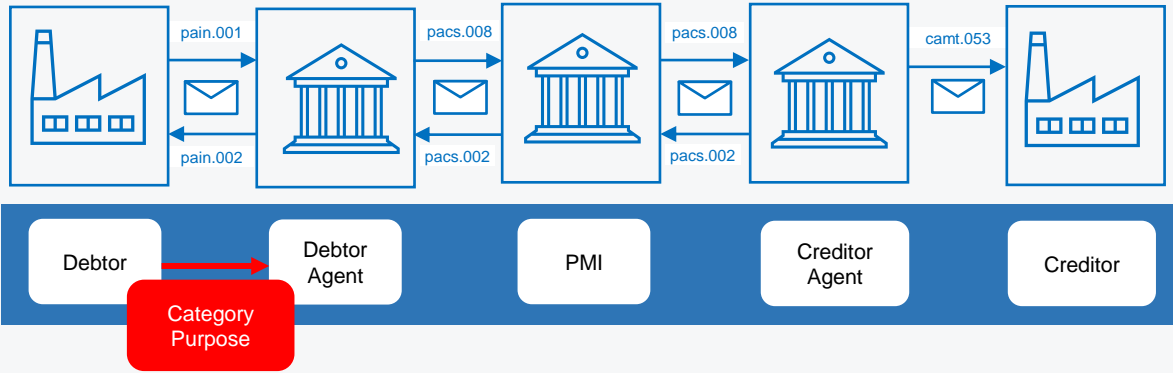 pain.001
pacs.008
pacs.008
camt.053
pain.002
pacs.002
pacs.002
Debtor
Debtor
Agent
PMI
Creditor
Agent
Creditor
Category
Purpose